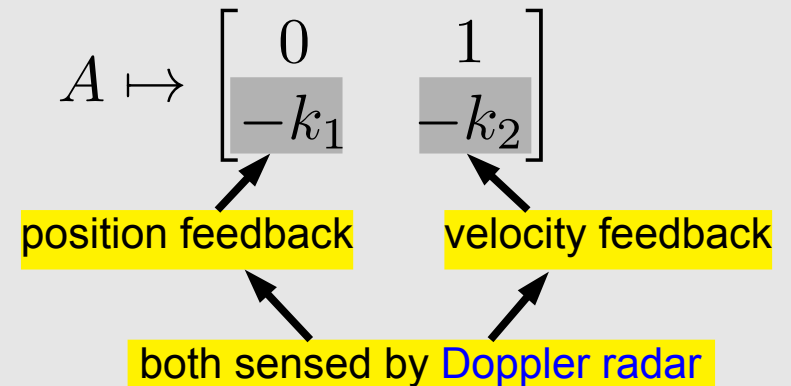 A ↦ [ 0 1
−k₁ −k₂ ]
position feedback velocity feedback
both sensed by Doppler radar